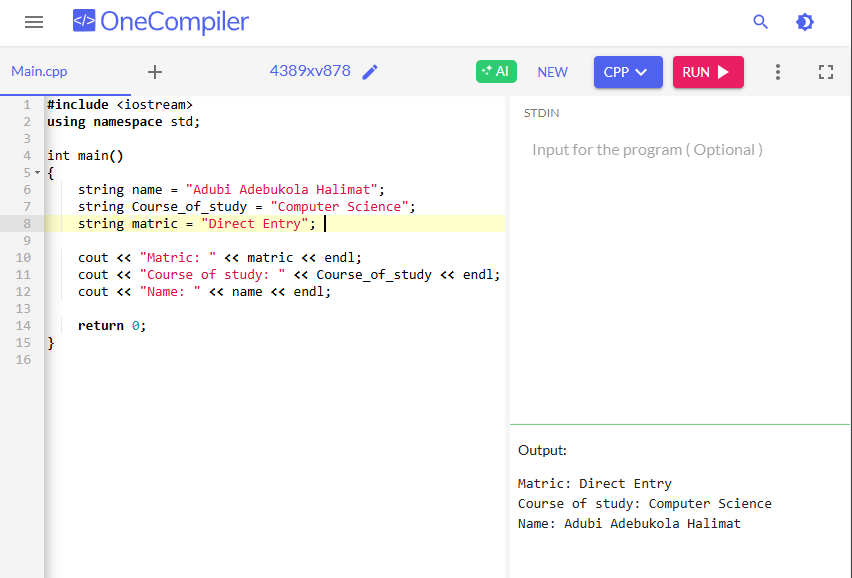 </> OneCompiler
Main.cpp + 4389xv878 AI NEW CPP RUN
1 #include <iostream>
2 using namespace std;
3
4 int main()
5 {
6     string name = "Adubi Adebukola Halimat";
7     string Course_of_study = "Computer Science";
8     string matric = "Direct Entry";
9
10     cout << "Matric: " << matric << endl;
11     cout << "Course of study: " << Course_of_study << endl;
12     cout << "Name: " << name << endl;
13
14     return 0;
15 }
16
STDIN
Input for the program ( Optional )
Output:
Matric: Direct Entry
Course of study: Computer Science
Name: Adubi Adebukola Halimat